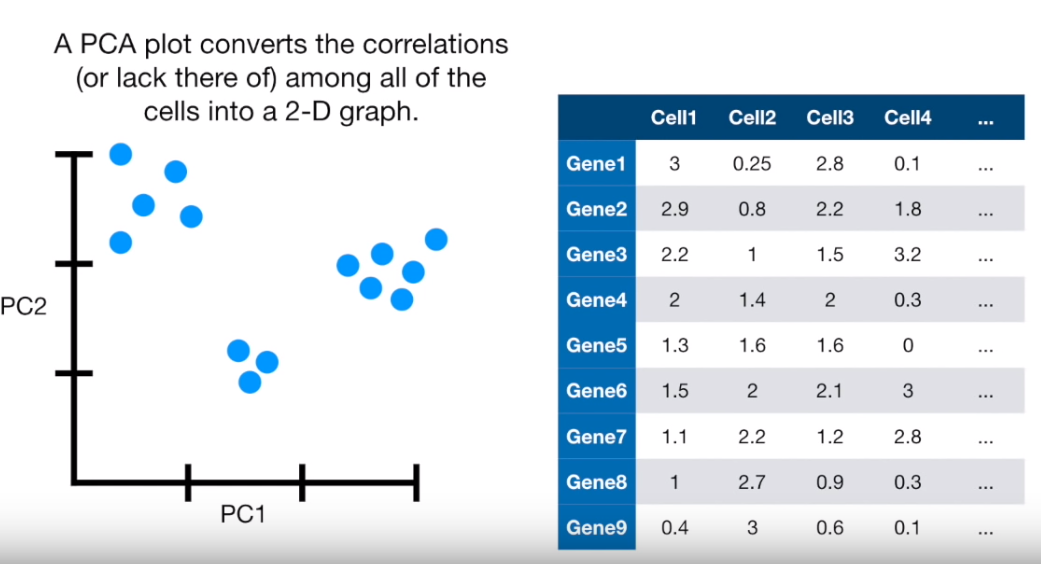 A PCA plot converts the correlations
(or lack there of) among all of the
cells into a 2-D graph.
PC2
PC1
Cell1 Cell2 Cell3 Cell4 ...
Gene1 3 0.25 2.8 0.1 ...
Gene2 2.9 0.8 2.2 1.8 ...
Gene3 2.2 1 1.5 3.2 ...
Gene4 2 1.4 2 0.3 ...
Gene5 1.3 1.6 1.6 0 ...
Gene6 1.5 2 2.1 3 ...
Gene7 1.1 2.2 1.2 2.8 ...
Gene8 1 2.7 0.9 0.3 ...
Gene9 0.4 3 0.6 0.1 ...